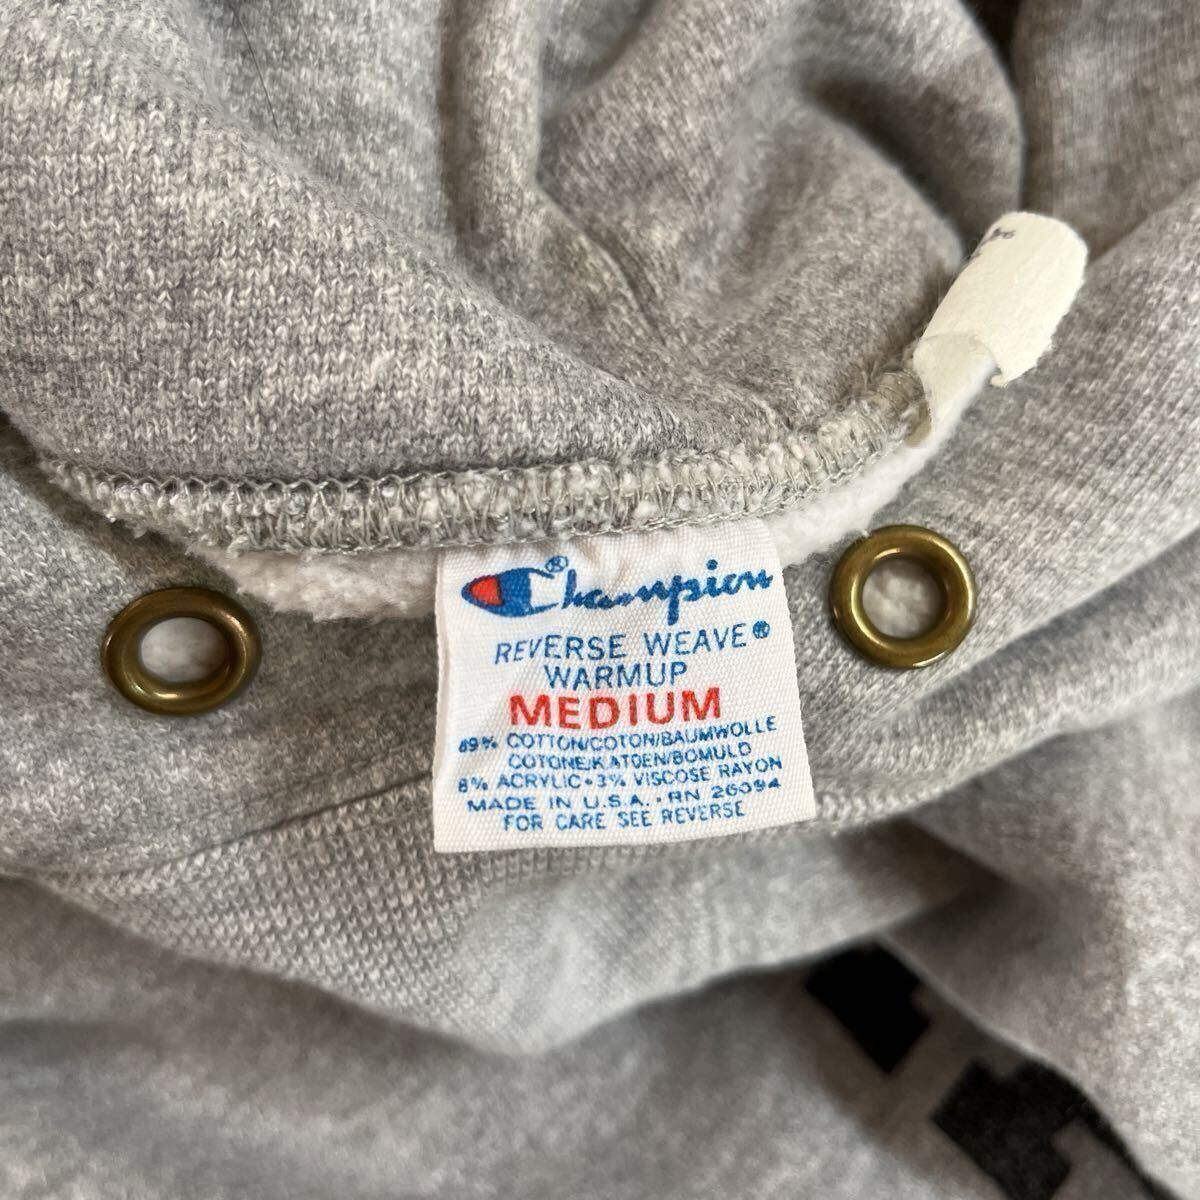 Champion®
REVERSE WEAVE®
WARMUP
MEDIUM
89% COTTON/COTON/BAUMWOLLE
COTONE/KATOEN/BOMULD
8% ACRYLIC • 3% VISCOSE RAYON
MADE IN U.S.A. • RN 26094
FOR CARE SEE REVERSE